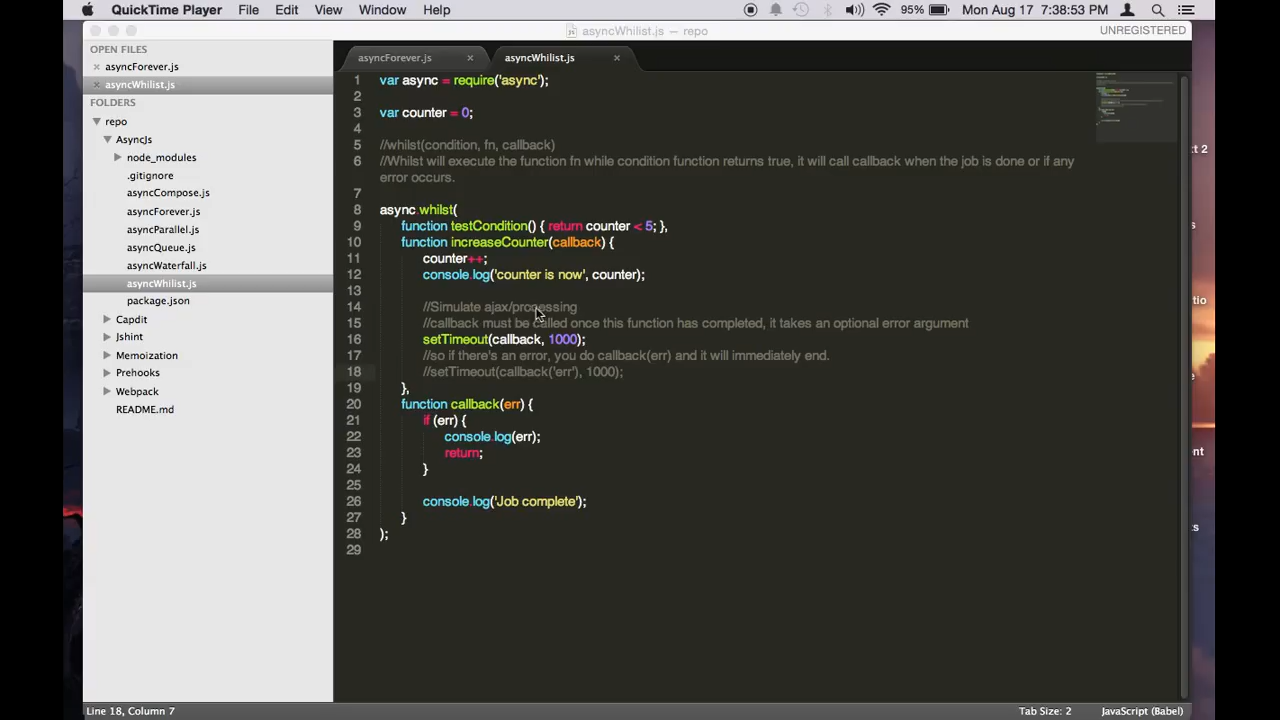 QuickTime Player File Edit View Window Help 95% Mon Aug 17 7:38:53 PM
asyncWhilist.js — repo UNREGISTERED
OPEN FILES
asyncForever.js
asyncWhilist.js
FOLDERS
repo
AsyncJs
node_modules
.gitignore
asyncCompose.js
asyncForever.js
asyncParallel.js
asyncQueue.js
asyncWaterfall.js
asyncWhilist.js
package.json
Capdit
Jshint
Memoization
Prehooks
Webpack
README.md
asyncForever.js × asyncWhilist.js ×
1 var async = require('async');
2
3 var counter = 0;
4
5 //whilst(condition, fn, callback)
6 //Whilst will execute the function fn while condition function returns true, it will call callback when the job is done or if any
error occurs.
7
8 async.whilst(
9 function testCondition() { return counter < 5; },
10 function increaseCounter(callback) {
11 counter++;
12 console.log('counter is now', counter);
13
14 //Simulate ajax/processing
15 //callback must be called once this function has completed, it takes an optional error argument
16 setTimeout(callback, 1000);
17 //so if there's an error, you do callback(err) and it will immediately end.
18 //setTimeout(callback('err'), 1000);
19 },
20 function callback(err) {
21 if (err) {
22 console.log(err);
23 return;
24 }
25
26 console.log('Job complete');
27 }
28 );
29
Line 18, Column 7 Tab Size: 2 JavaScript (Babel)